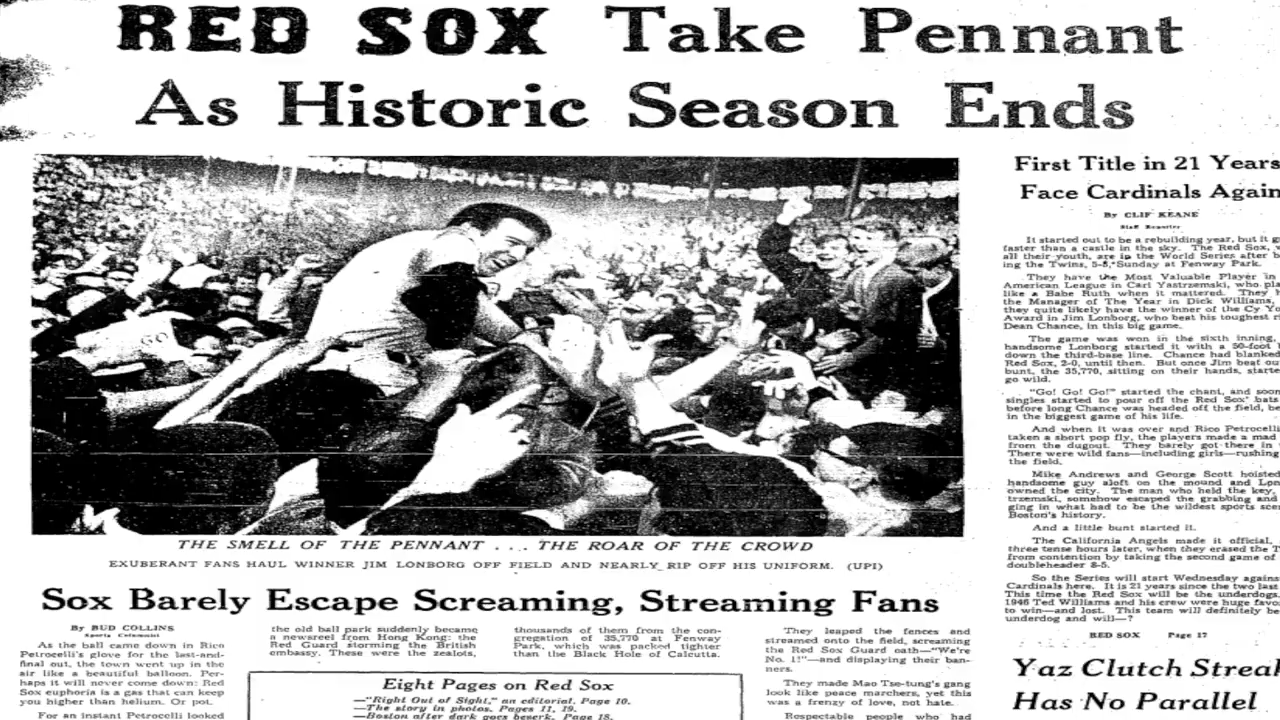 RED SOX Take Pennant
As Historic Season Ends
THE SMELL OF THE PENNANT . . . THE ROAR OF THE CROWD
EXUBERANT FANS HAUL WINNER JIM LONBORG OFF FIELD AND NEARLY RIP OFF HIS UNIFORM. (UPI)
Sox Barely Escape Screaming, Streaming Fans
By BUD COLLINS
Sports Columnist
As the ball came down in Rico
Petrocelli's glove for the last-and-
final out, the town went up in the
air like a beautiful balloon. Per-
haps it will never come down: Red
Sox euphoria is a gas that can keep
you higher than helium. Or pot.
For an instant Petrocelli looked
the old ball park suddenly became
a newsreel from Hong Kong: the
Red Guard storming the British
embassy. These were the zealots,
thousands of them from the con-
gregation of 35,770 at Fenway
Park, which was packed tighter
than the Black Hole of Calcutta.
They leaped the fences and
streamed onto the field, screaming
the Red Sox Guard oath—"We're
No. 1!"—and displaying their ban-
ners.
They made Mao Tse-tung's gang
look like peace marchers, yet this
was a frenzy of love, not hate.
Respectable people who had
Eight Pages on Red Sox
—"Right Out of Sight," an editorial. Page 10.
—The story in photos. Pages 11, 19.
—Boston after dark goes berserk. Page 18.
First Title in 21 Years
Face Cardinals Again
By CLIF KEANE
Staff Reporter
It started out to be a rebuilding year, but it
faster than a castle in the sky. The Red Sox,
all their youth, are in the World Series after
ing the Twins, 5-3, Sunday at Fenway Park.
They have the Most Valuable Player in
American League in Carl Yastrzemski, who
like a Babe Ruth when it mattered. They
the Manager of The Year in Dick Williams,
they quite likely have the winner of the Cy
Award in Jim Lonborg, who beat his toughest
Dean Chance, in this big game.
The game was won in the sixth inning,
handsome Lonborg started it with a 50-foot
down the third-base line. Chance had blanked
Red Sox, 2-0, until then. But once Jim beat
bunt, the 35,770, sitting on their hands,
go wild.
"Go! Go! Go!" started the chant, and soon
singles started to pour off the Red Sox' bats
before long Chance was headed off the field,
in the biggest game of his life.
And when it was over and Rico Petrocelli
taken a short pop fly, the players made a mad
from the dugout. They barely got there in
There were wild fans—including girls—rushing
the field.
Mike Andrews and George Scott hoisted
handsome guy aloft on the mound and
owned the city. The man who held the key,
trzemski, somehow escaped the grabbing and
ging in what had to be the wildest sports
Boston's history.
And a little bunt started it.
The California Angels made it official,
three tense hours later, when they erased the
from contention by taking the second game of
doubleheader 8-5.
So the Series will start Wednesday against
Cardinals here. It is 21 years since the two last
This time the Red Sox will be the underdogs.
1946 Ted Williams and his crew were huge
to win—and lost. This team will definitely be
underdog and will—?
RED SOX Page 17
Yaz Clutch Streak
Has No Parallel